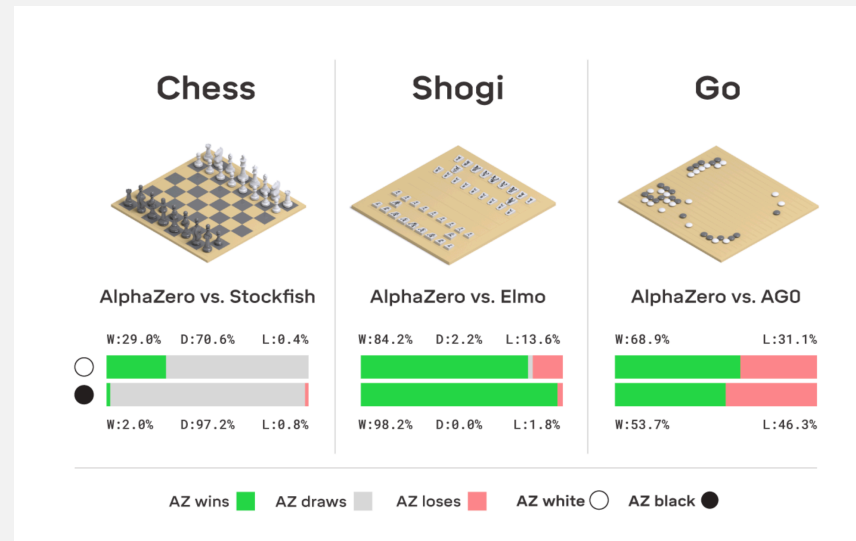 Chess
Shogi
Go
AlphaZero vs. Stockfish
AlphaZero vs. Elmo
AlphaZero vs. AG0
W:29.0% D:70.6% L:0.4%
W:84.2% D:2.2% L:13.6%
W:68.9% L:31.1%
W:2.0% D:97.2% L:0.8%
W:98.2% D:0.0% L:1.8%
W:53.7% L:46.3%
AZ wins AZ draws AZ loses AZ white AZ black